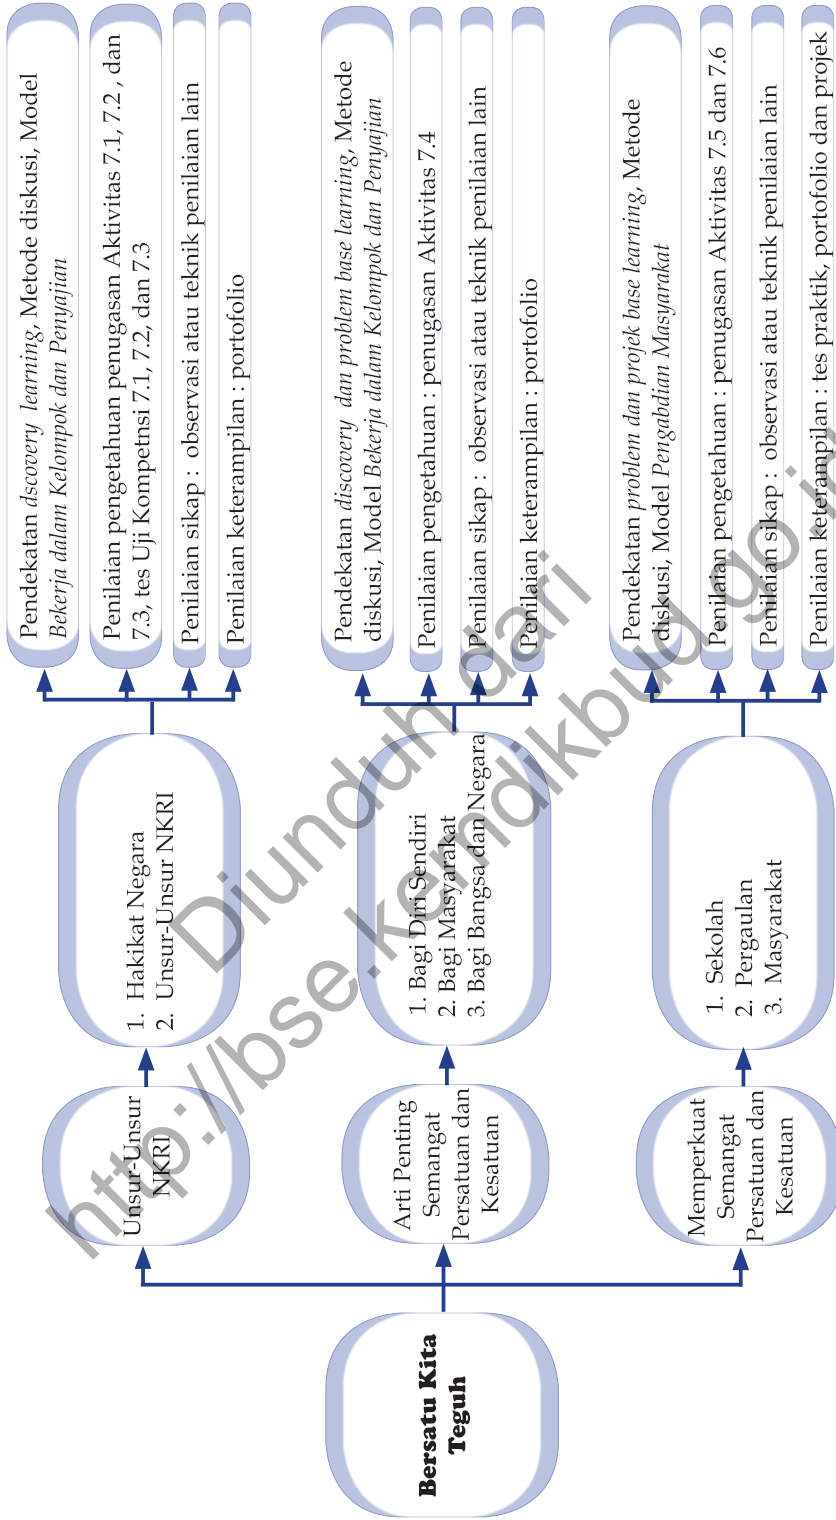 Bersatu Kita
Teguh
Unsur-Unsur
NKRI
1. Hakikat Negara
2. Unsur-Unsur NKRI
Pendekatan dscovery learning, Metode diskusi, Model
Bekerja dalam Kelompok dan Penyajian
Penilaian pengetahuan penugasan Aktivitas 7.1, 7.2 , dan
7.3, tes Uji Kompetnsi 7.1, 7.2, dan 7.3
Penilaian sikap : observasi atau teknik penilaian lain
Penilaian keterampilan : portofolio
Arti Penting
Semangat
Persatuan dan
Kesatuan
1. Bagi Diri Sendiri
2. Bagi Masyarakat
3. Bagi Bangsa dan Negara
Pendekatan discovery dan problem base learning, Metode
diskusi, Model Bekerja dalam Kelompok dan Penyajian
Penilaian pengetahuan : penugasan Aktivitas 7.4
Penilaian sikap : observasi atau teknik penilaian lain
Penilaian keterampilan : portofolio
Memperkuat
Semangat
Persatuan dan
Kesatuan
1. Sekolah
2. Pergaulan
3. Masyarakat
Pendekatan problem dan projek base learning, Metode
diskusi, Model Pengabdian Masyarakat
Penilaian pengetahuan : penugasan Aktivitas 7.5 dan 7.6
Penilaian sikap : observasi atau teknik penilaian lain
Penilaian keterampilan : tes praktik, portofolio dan projek
Diunduh dari
http://bse.kemdikbud.go.id